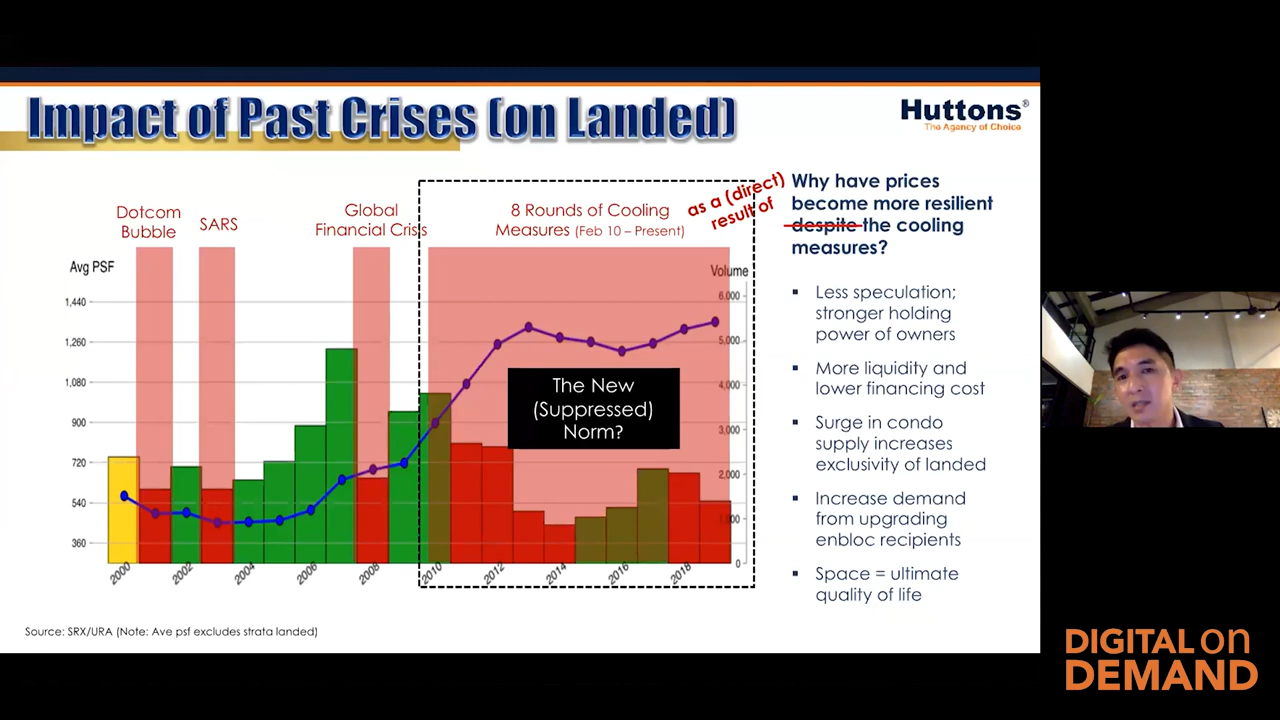 Impact of Past Crises (on Landed)
Huttons®
The Agency of Choice
Dotcom
Bubble
SARS
Global
Financial Crisis
8 Rounds of Cooling
Measures (Feb 10 – Present)
as a (direct)
result of
Avg PSF
Volume
1,440
1,260
1,080
900
720
540
360
6,000
5,000
4,000
3,000
2,000
1,000
0
The New
(Suppressed)
Norm?
2000
2002
2004
2006
2008
2010
2012
2014
2016
2018
Why have prices
become more resilient
despite the cooling
measures?
▪ Less speculation;
stronger holding
power of owners
▪ More liquidity and
lower financing cost
▪ Surge in condo
supply increases
exclusivity of landed
▪ Increase demand
from upgrading
enbloc recipients
▪ Space = ultimate
quality of life
Source: SRX/URA (Note: Ave psf excludes strata landed)
DIGITAL on
DEMAND